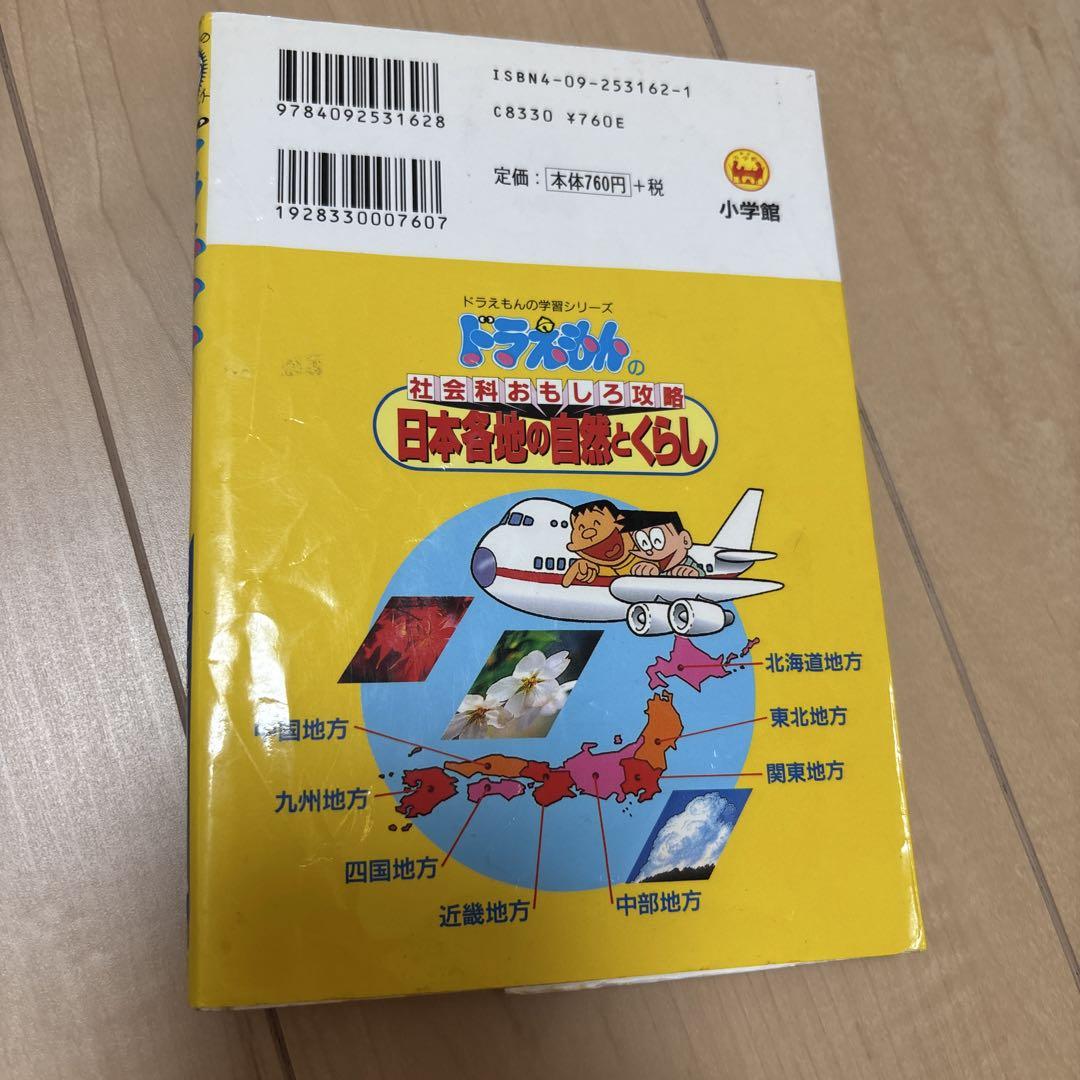 ISBN4-09-253162-1
9784092531628
C8330 ¥760E
定価：本体760円+税
1928330007607
小学館
ドラえもんの学習シリーズ
ドラえもんの
社会科おもしろ攻略
日本各地の自然とくらし
北海道地方
東北地方
中国地方
関東地方
九州地方
四国地方
近畿地方
中部地方